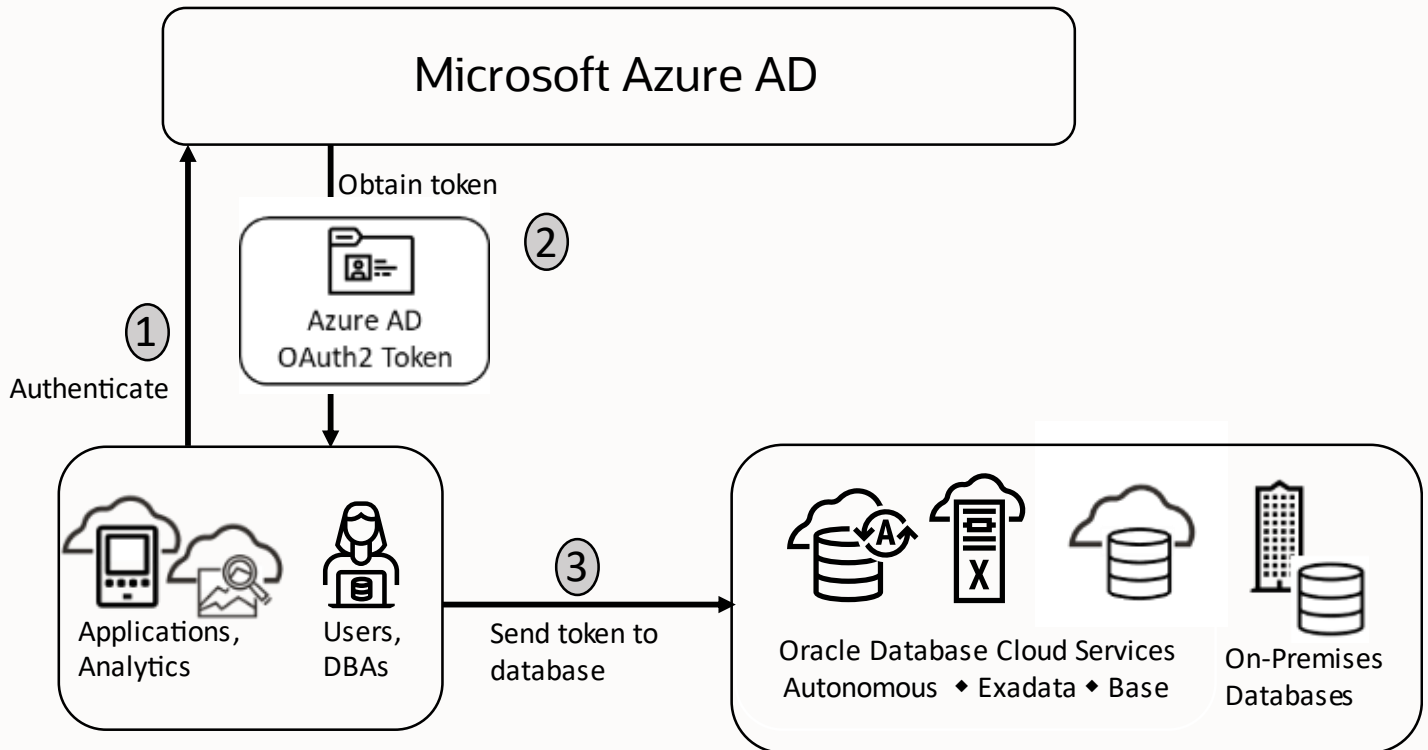 Microsoft Azure AD
Obtain token
2
Azure AD
OAuth2 Token
1
Authenticate
3
Send token to
database
Applications,
Analytics
Users,
DBAs
A
X
Oracle Database Cloud Services
Autonomous ◆ Exadata ◆ Base
On-Premises
Databases